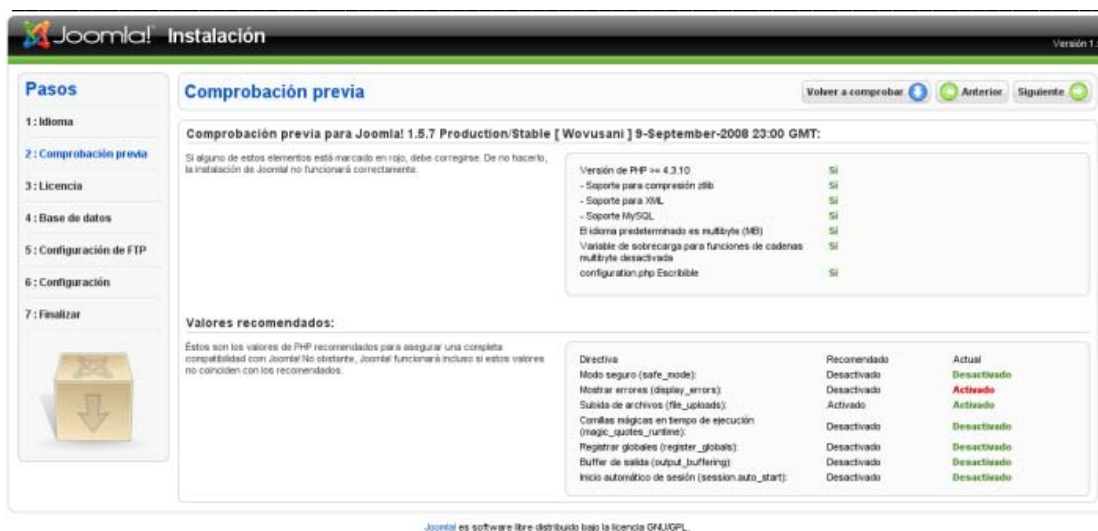 Joomla! Instalación
Versión 1.
Pasos
1 : Idioma
2 : Comprobación previa
3 : Licencia
4 : Base de datos
5 : Configuración de FTP
6 : Configuración
7 : Finalizar
Comprobación previa
Volver a comprobar
Anterior
Siguiente
Comprobación previa para Joomla! 1.5.7 Production/Stable [ Wovusani ] 9-September-2008 23:00 GMT:
Si alguno de estos elementos está marcado en rojo, debe corregirse. De no hacerlo,
la instalación de Joomla! no funcionará correctamente.
Versión de PHP >= 4.3.10 Sí
- Soporte para compresión zlib Sí
- Soporte para XML Sí
- Soporte MySQL Sí
El idioma predeterminado es multibyte (MB) Sí
Variable de sobrecarga para funciones de cadenas Sí
multibyte desactivada
configuration.php Escribible Sí
Valores recomendados:
Éstos son los valores de PHP recomendados para asegurar una completa
compatibilidad com Joomla! No obstante, Joomla! funcionará incluso si estos valores
no coinciden con los recomendados.
Directiva Recomendado Actual
Modo seguro (safe_mode): Desactivado Desactivado
Mostrar errores (display_errors): Desactivado Activado
Subida de archivos (file_uploads): Activado Activado
Comillas mágicas en tiempo de ejecución
(magic_quotes_runtime): Desactivado Desactivado
Registrar globales (register_globals): Desactivado Desactivado
Buffer de salida (output_buffering): Desactivado Desactivado
Inicio automático de sesión (session.auto_start): Desactivado Desactivado
Joomla! es software libre distribuido bajo la licencia GNU/GPL.